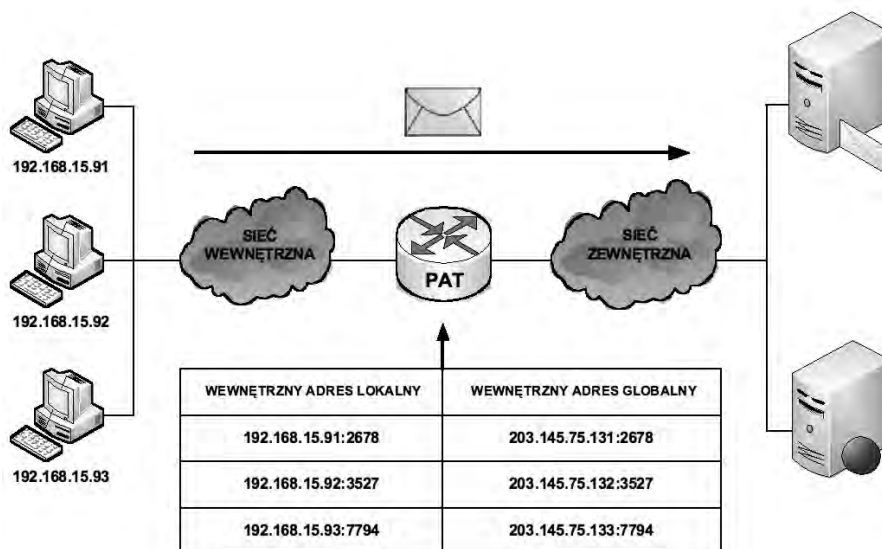 192.168.15.91
SIEĆ
WEWNĘTRZNA
PAT
SIEĆ
ZEWNĘTRZNA
192.168.15.92
192.168.15.93
WEWNĘTRZNY ADRES LOKALNY WEWNĘTRZNY ADRES GLOBALNY
192.168.15.91:2678 203.145.75.131:2678
192.168.15.92:3527 203.145.75.132:3527
192.168.15.93:7794 203.145.75.133:7794